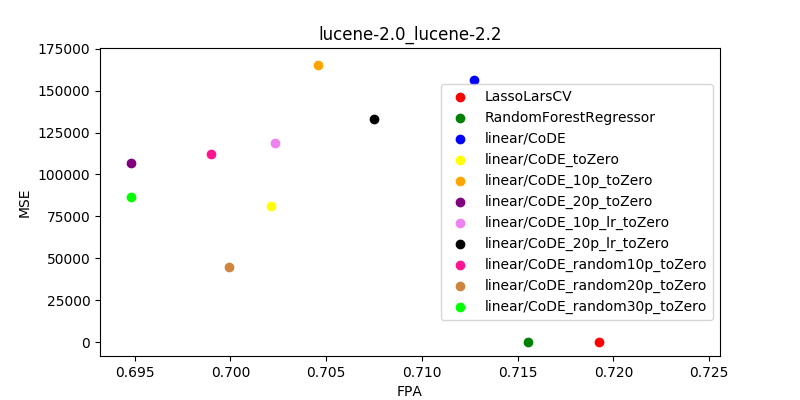 lucene-2.0_lucene-2.2
175000
150000
125000
100000
75000
50000
25000
0
MSE
LassoLarsCV
RandomForestRegressor
linear/CoDE
linear/CoDE_toZero
linear/CoDE_10p_toZero
linear/CoDE_20p_toZero
linear/CoDE_10p_lr_toZero
linear/CoDE_20p_lr_toZero
linear/CoDE_random10p_toZero
linear/CoDE_random20p_toZero
linear/CoDE_random30p_toZero
0.695 0.700 0.705 0.710 0.715 0.720 0.725
FPA